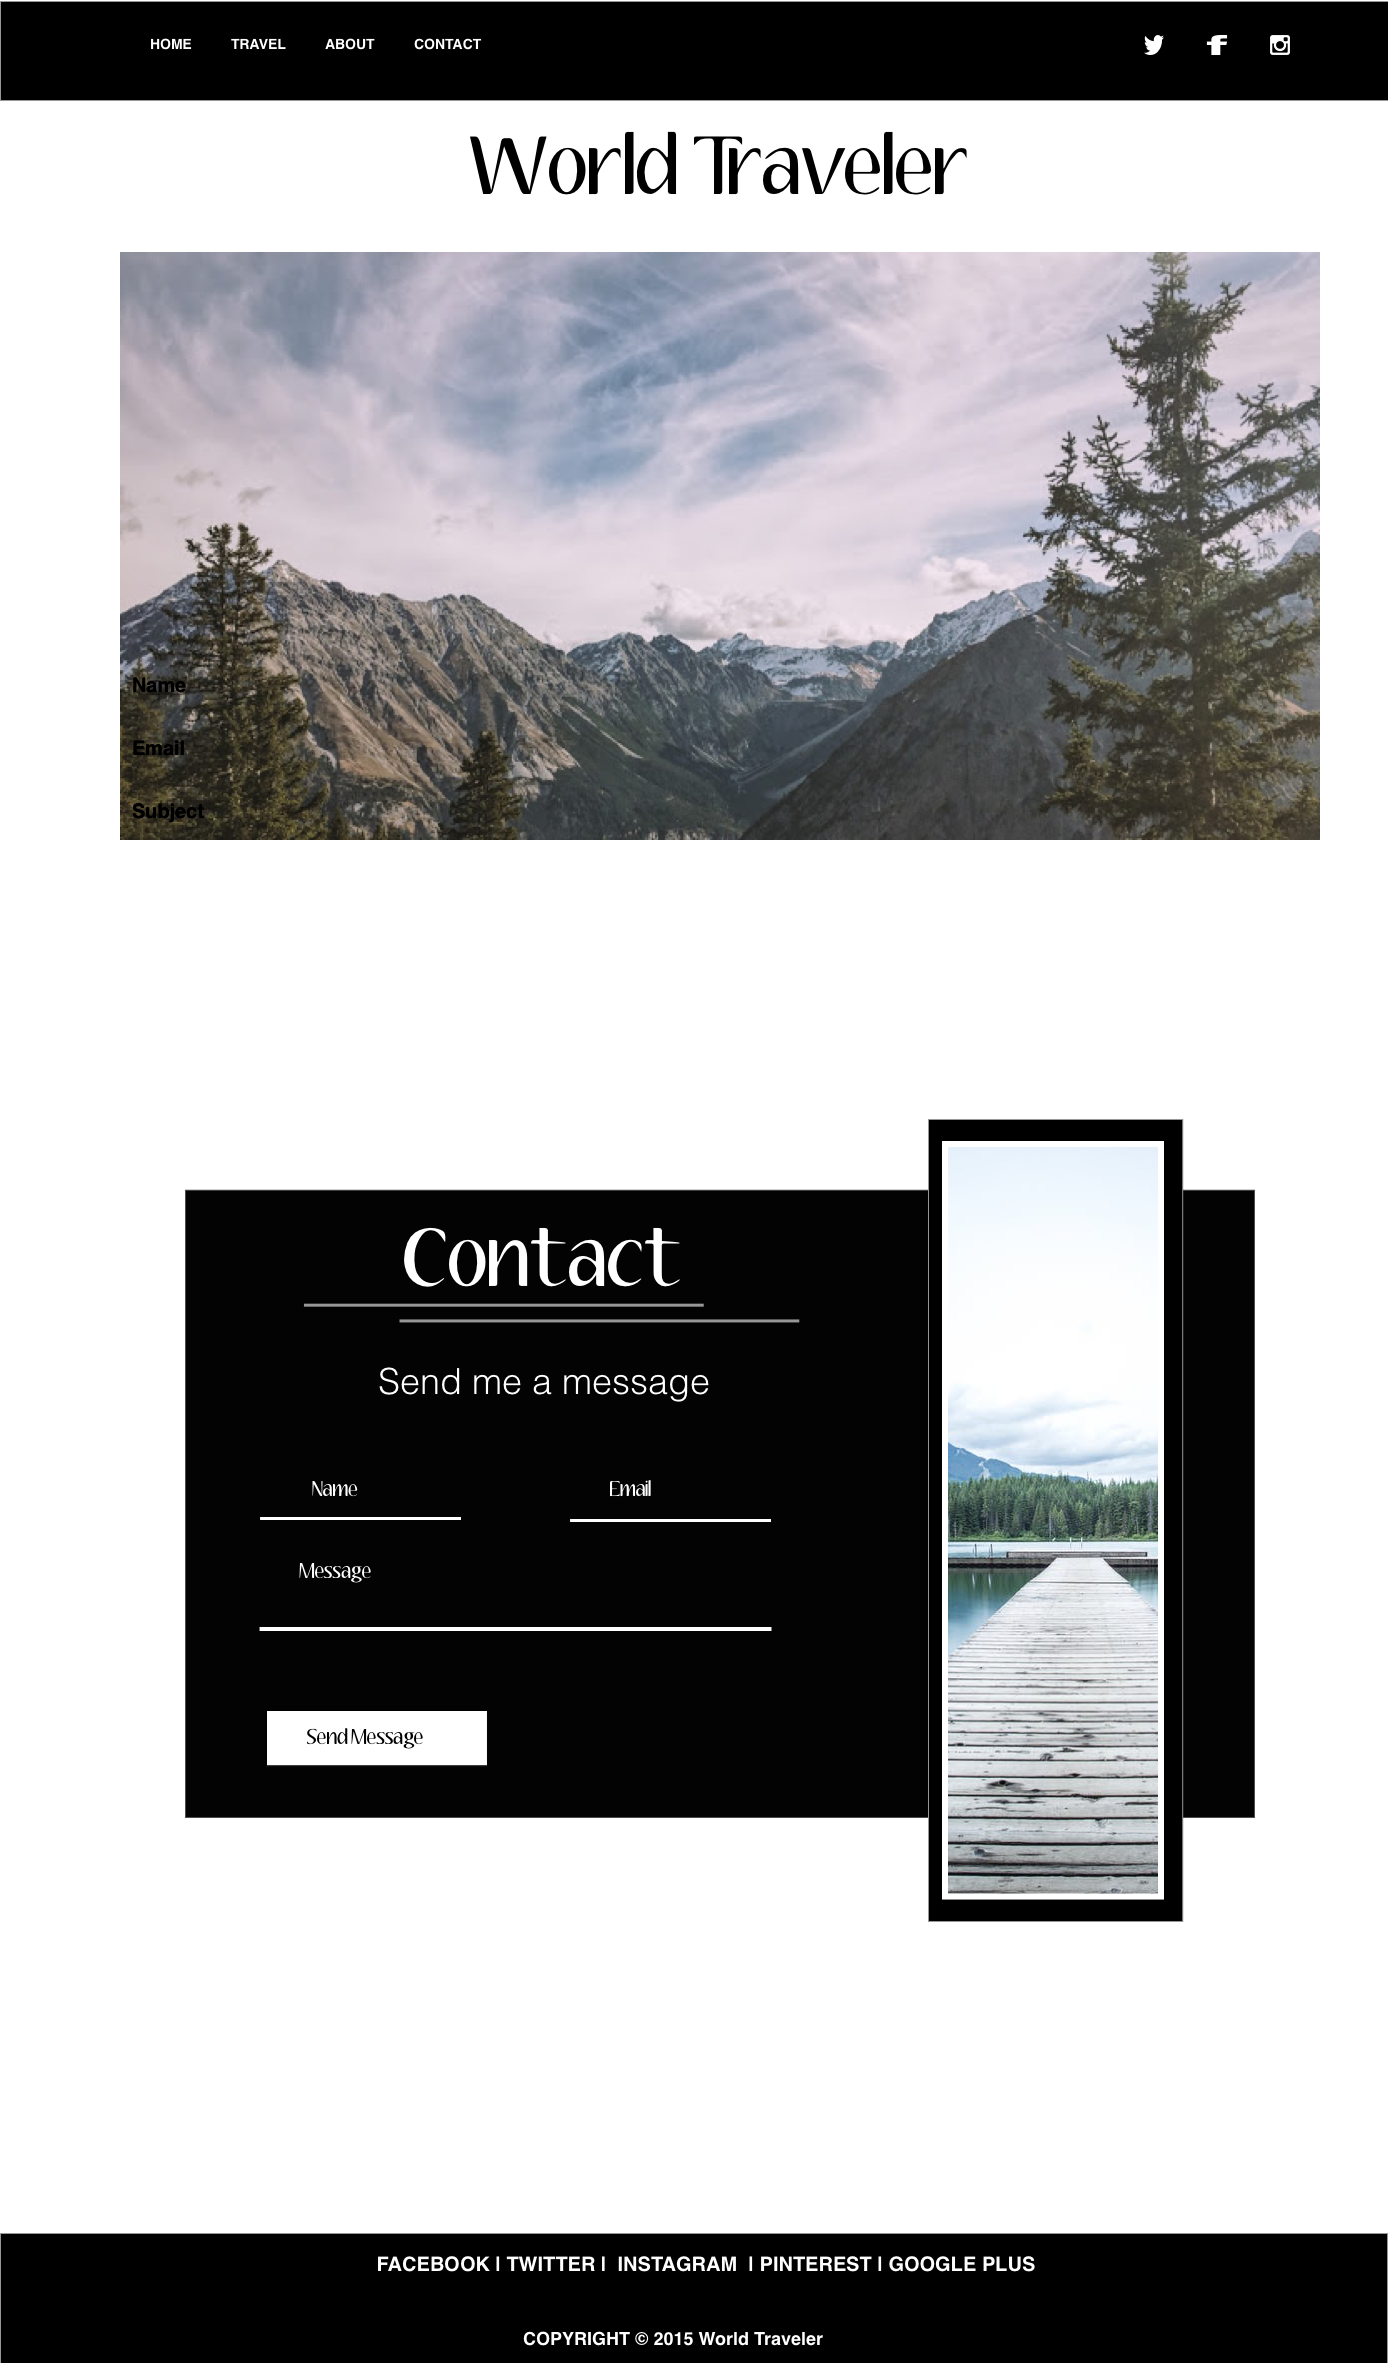 HOME TRAVEL ABOUT CONTACT
World Traveler
Name
Email
Subject
Contact
Send me a message
Name Email
Message
Send Message
FACEBOOK | TWITTER | INSTAGRAM | PINTEREST | GOOGLE PLUS
COPYRIGHT © 2015 World Traveler